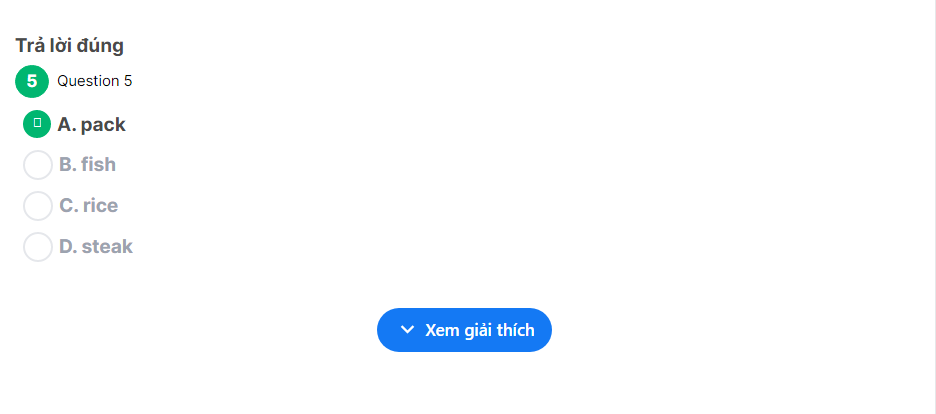 Trả lời đúng
5 Question 5
A. pack
B. fish
C. rice
D. steak
Xem giải thích